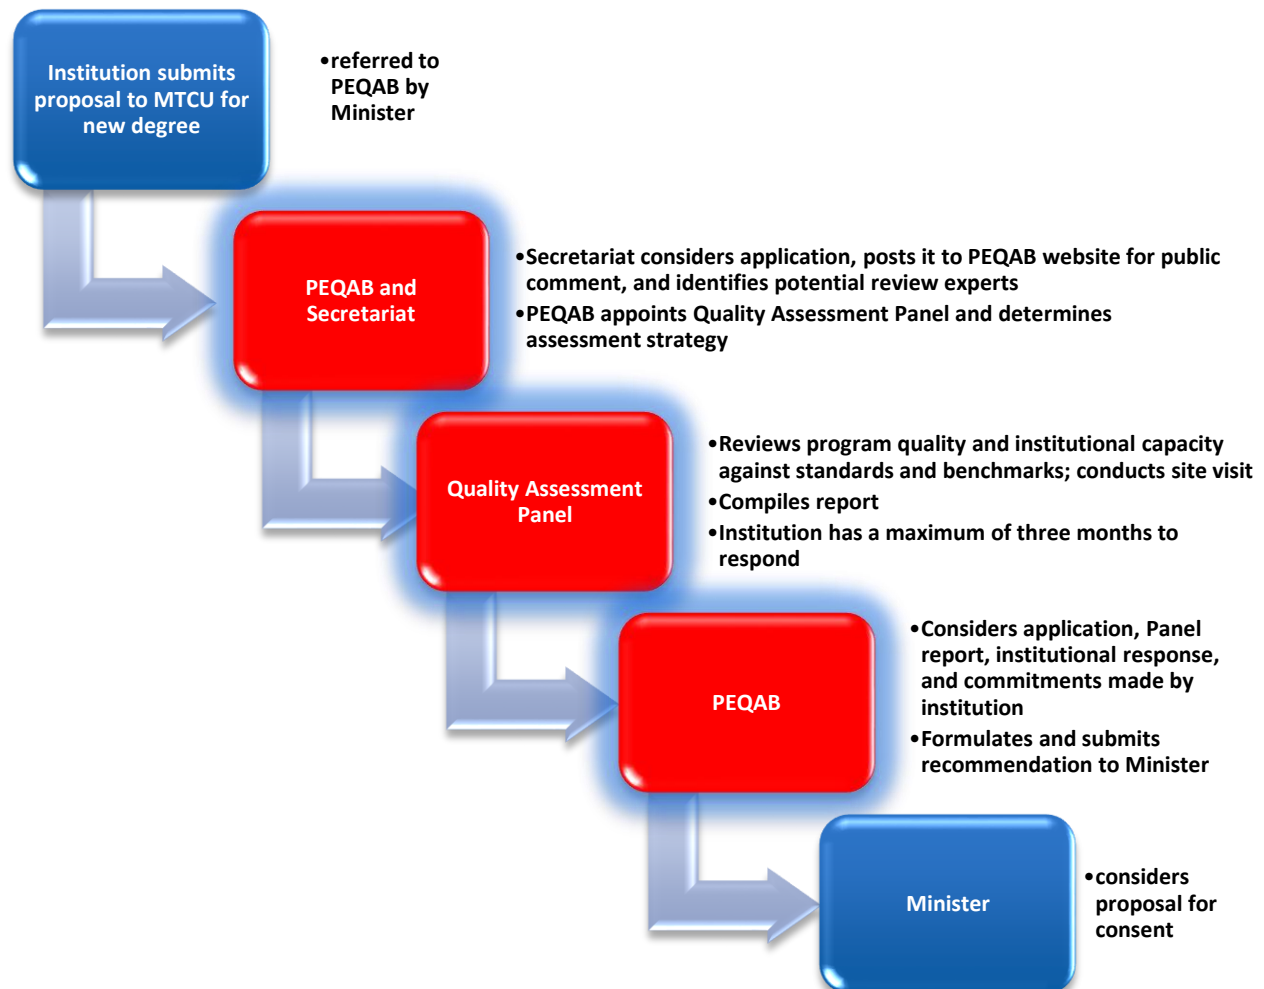 Institution submits
proposal to MTCU for
new degree
•referred to
PEQAB by
Minister
PEQAB and
Secretariat
•Secretariat considers application, posts it to PEQAB website for public
comment, and identifies potential review experts
•PEQAB appoints Quality Assessment Panel and determines
assessment strategy
Quality Assessment
Panel
•Reviews program quality and institutional capacity
against standards and benchmarks; conducts site visit
•Compiles report
•Institution has a maximum of three months to
respond
PEQAB
•Considers application, Panel
report, institutional response,
and commitments made by
institution
•Formulates and submits
recommendation to Minister
Minister
•considers
proposal for
consent